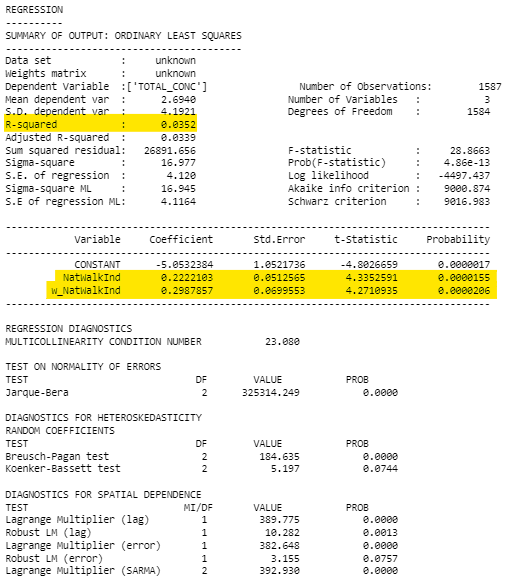 REGRESSION
----------
SUMMARY OF OUTPUT: ORDINARY LEAST SQUARES
-----------------------------------------
Data set            :     unknown
Weights matrix      :     unknown
Dependent Variable  :['TOTAL_CONC']                Number of Observations:        1587
Mean dependent var  :      2.6940                Number of Variables   :           3
S.D. dependent var  :      4.1921                Degrees of Freedom    :        1584
R-squared           :      0.0352
Adjusted R-squared  :      0.0339
Sum squared residual:   26891.656                F-statistic           :     28.8663
Sigma-square        :      16.977                Prob(F-statistic)     :    4.86e-13
S.E. of regression  :       4.120                Log likelihood        :   -4497.437
Sigma-square ML     :      16.945                Akaike info criterion :    9000.874
S.E of regression ML:      4.1164                Schwarz criterion     :    9016.983
------------------------------------------------------------------------------------
Variable     Coefficient       Std.Error     t-Statistic     Probability
------------------------------------------------------------------------------------
CONSTANT      -5.0532384       1.0521736      -4.8026659       0.0000017
NatWalkInd       0.2222103       0.0512565       4.3352591       0.0000155
w_NatWalkInd       0.2987857       0.0699553       4.2710935       0.0000206
------------------------------------------------------------------------------------
REGRESSION DIAGNOSTICS
MULTICOLLINEARITY CONDITION NUMBER           23.080
TEST ON NORMALITY OF ERRORS
TEST                             DF        VALUE           PROB
Jarque-Bera                       2      325314.249           0.0000
DIAGNOSTICS FOR HETEROSKEDASTICITY
RANDOM COEFFICIENTS
TEST                             DF        VALUE           PROB
Breusch-Pagan test                2         184.635           0.0000
Koenker-Bassett test              2           5.197           0.0744
DIAGNOSTICS FOR SPATIAL DEPENDENCE
TEST                           MI/DF       VALUE           PROB
Lagrange Multiplier (lag)         1         389.775           0.0000
Robust LM (lag)                   1          10.282           0.0013
Lagrange Multiplier (error)       1         382.648           0.0000
Robust LM (error)                 1           3.155           0.0757
Lagrange Multiplier (SARMA)       2         392.930           0.0000